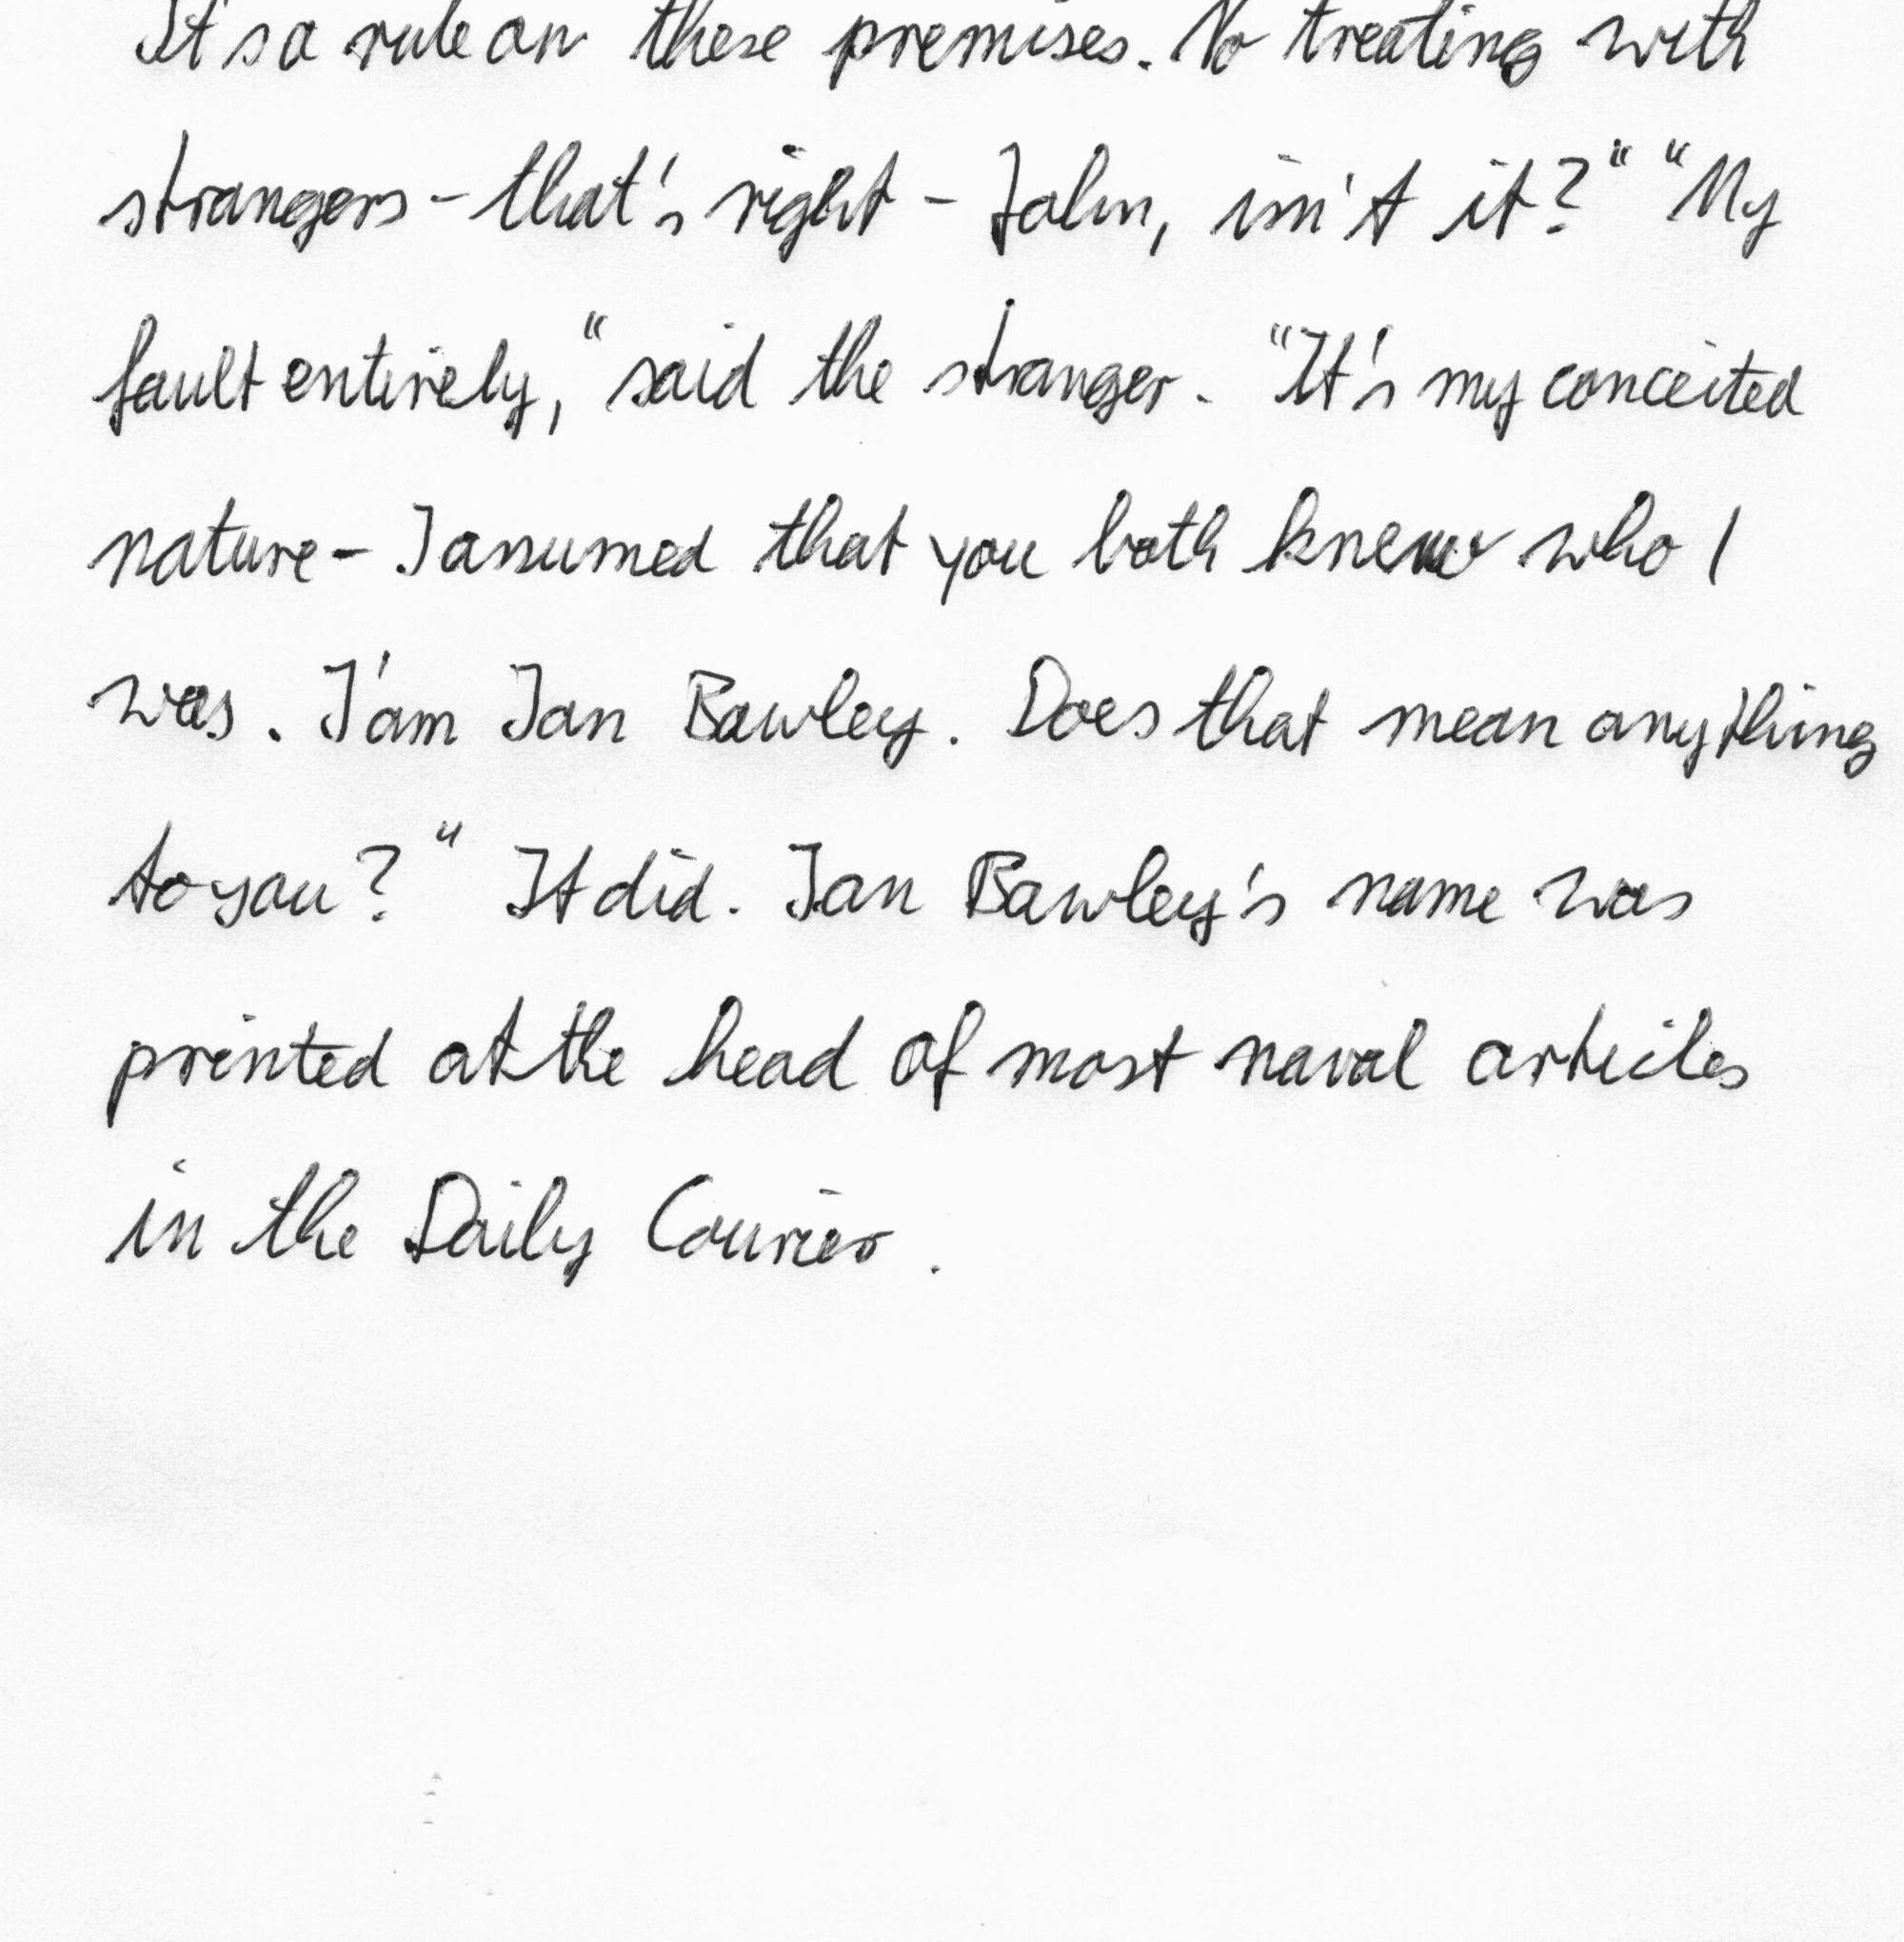 It's a rule on these premises. No treating with
strangers - that's right - John, isn't it?" "My
fault entirely," said the stranger. "It's my conceited
nature - I assumed that you both knew who I
was. I'am Ian Bawley. Does that mean anything
to you?" It did. Ian Bawley's name was
printed at the head of most naval articles
in the Daily Courier.